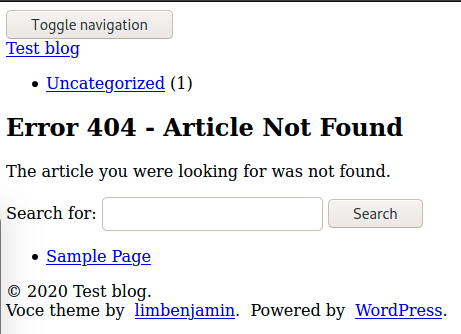 Toggle navigation
Test blog
Uncategorized (1)
Error 404 - Article Not Found
The article you were looking for was not found.
Search for: Search
Sample Page
© 2020 Test blog.
Voce theme by limbenjamin. Powered by WordPress.